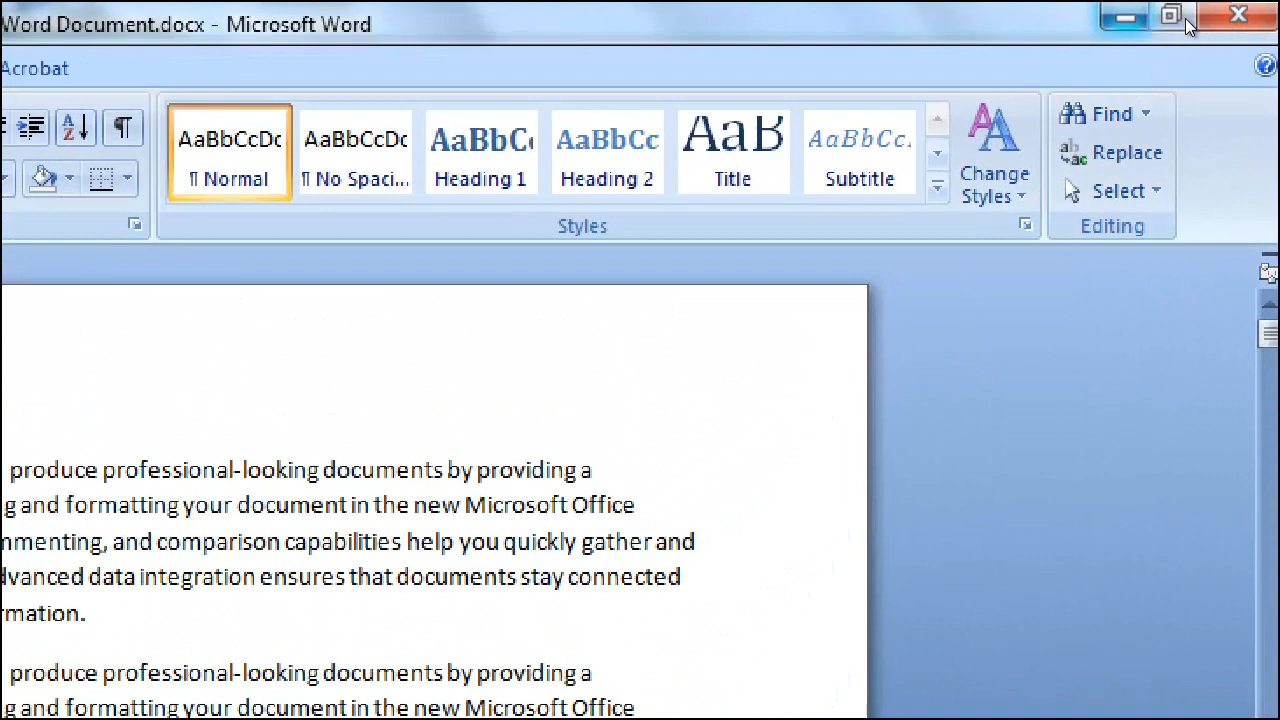 Word Document.docx - Microsoft Word
Acrobat
AaBbCcDc AaBbCcDc AaBbCc AaBbCc AaB AaBbCc.
¶ Normal ¶ No Spaci... Heading 1 Heading 2 Title Subtitle
Change
Styles
Find
Replace
Select
Styles
Editing
produce professional-looking documents by providing a
g and formatting your document in the new Microsoft Office
mmenting, and comparison capabilities help you quickly gather and
dvanced data integration ensures that documents stay connected
rmation.
produce professional-looking documents by providing a
g and formatting your document in the new Microsoft Office